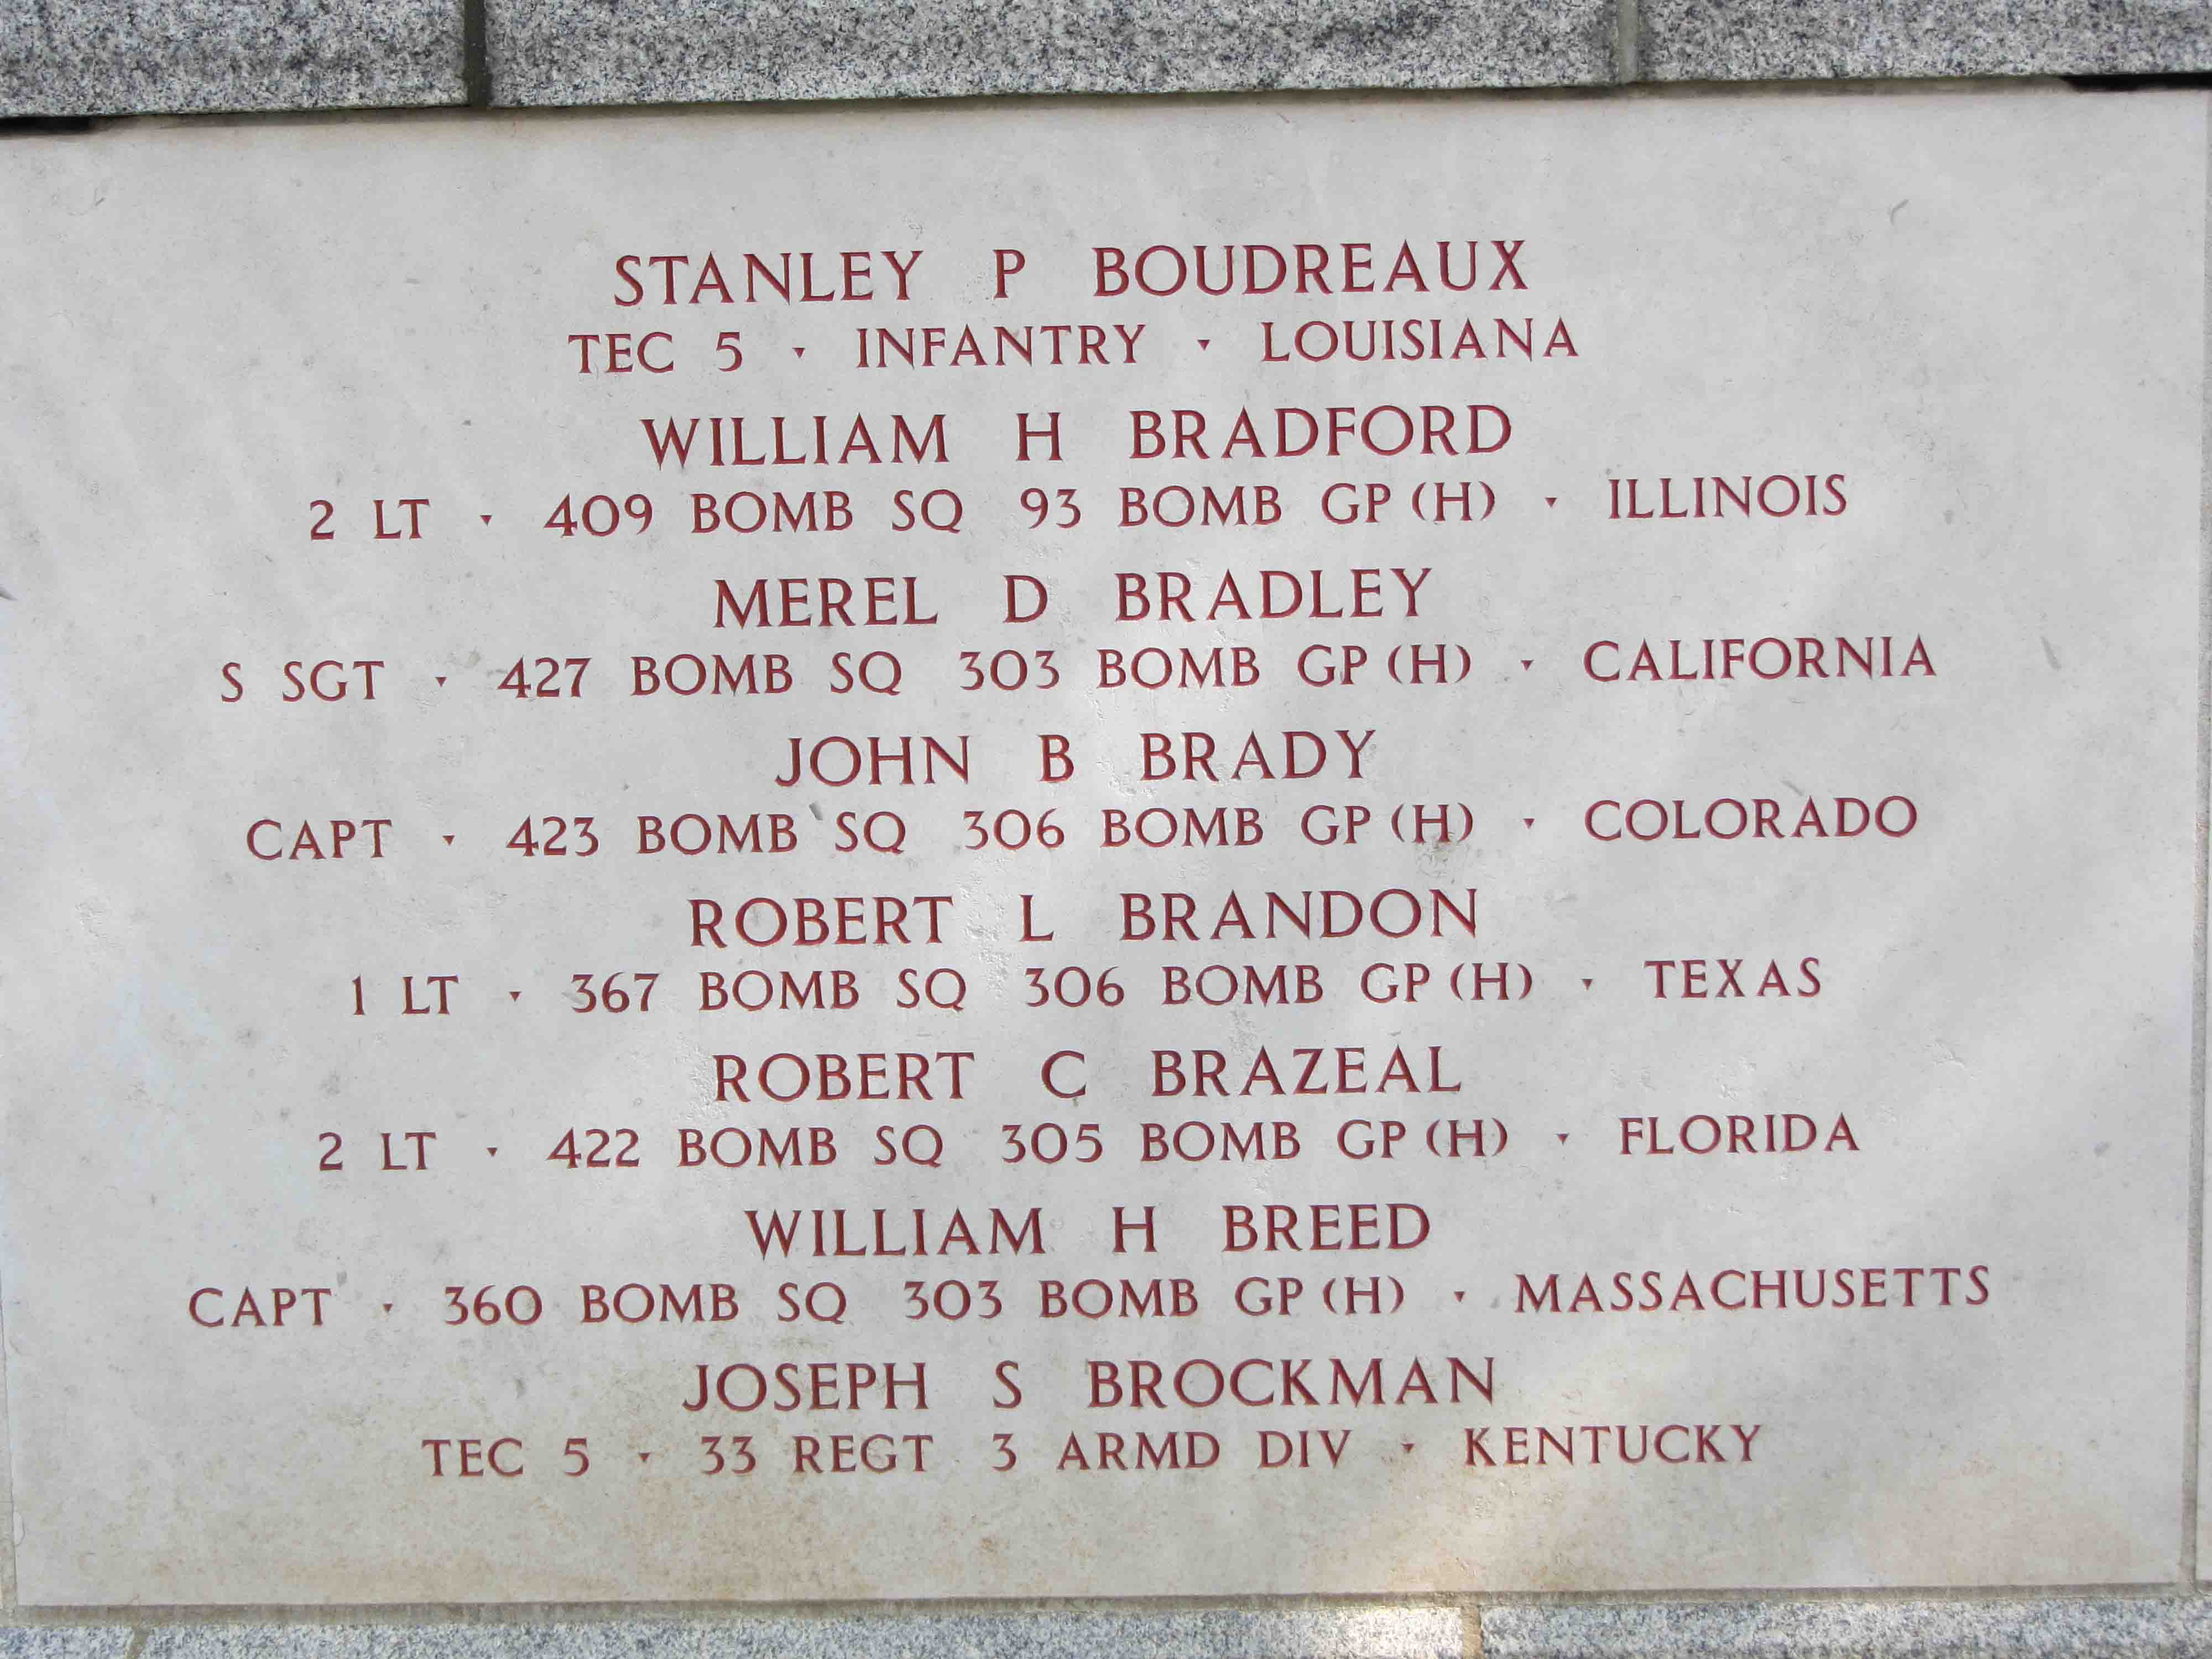 STANLEY P BOUDREAUX
TEC 5 · INFANTRY · LOUISIANA
WILLIAM H BRADFORD
2 LT · 409 BOMB SQ 93 BOMB GP (H) · ILLINOIS
MEREL D BRADLEY
S SGT · 427 BOMB SQ 303 BOMB GP (H) · CALIFORNIA
JOHN B BRADY
CAPT · 423 BOMB SQ 306 BOMB GP (H) · COLORADO
ROBERT L BRANDON
1 LT · 367 BOMB SQ 306 BOMB GP (H) · TEXAS
ROBERT C BRAZEAL
2 LT · 422 BOMB SQ 305 BOMB GP (H) · FLORIDA
WILLIAM H BREED
CAPT · 360 BOMB SQ 303 BOMB GP (H) · MASSACHUSETTS
JOSEPH S BROCKMAN
TEC 5 · 33 REGT 3 ARMD DIV · KENTUCKY